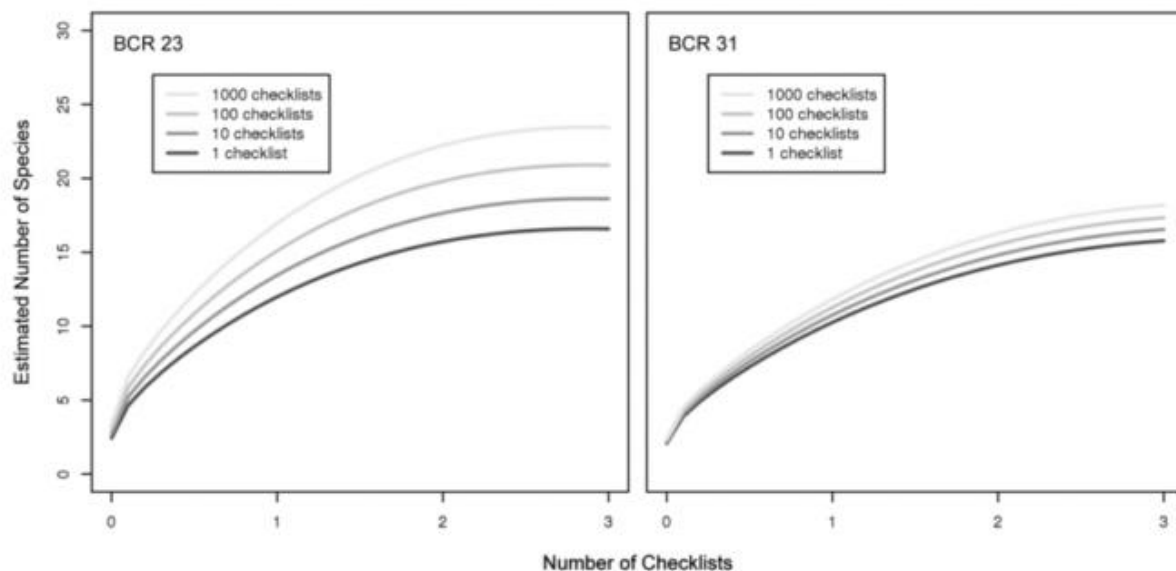 BCR 23
1000 checklists
100 checklists
10 checklists
1 checklist
BCR 31
1000 checklists
100 checklists
10 checklists
1 checklist
Estimated Number of Species
30
25
20
15
10
5
0
0 1 2 3
0 1 2 3
Number of Checklists